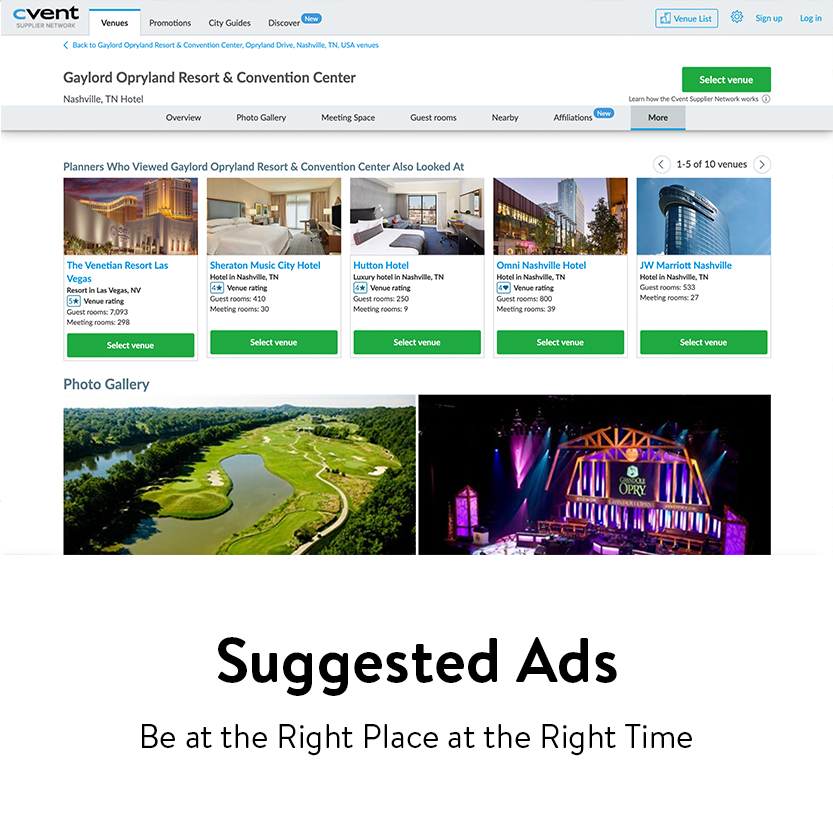 cvent
SUPPLIER NETWORK
Venues
Promotions
City Guides
Discover
New
Venue List
Sign up
Log in
Back to Gaylord Opryland Resort & Convention Center, Opryland Drive, Nashville, TN, USA venues
Gaylord Opryland Resort & Convention Center
Select venue
Nashville, TN Hotel
Learn how the Cvent Supplier Network works
Overview
Photo Gallery
Meeting Space
Guest rooms
Nearby
Affiliations
New
More
Planners Who Viewed Gaylord Opryland Resort & Convention Center Also Looked At
1-5 of 10 venues
The Venetian Resort Las
Vegas
Resort in Las Vegas, NV
5★ Venue rating
Guest rooms: 7,093
Meeting rooms: 298
Select venue
Sheraton Music City Hotel
Hotel in Nashville, TN
4★ Venue rating
Guest rooms: 410
Meeting rooms: 30
Select venue
Hutton Hotel
Luxury hotel in Nashville, TN
4★ Venue rating
Guest rooms: 250
Meeting rooms: 9
Select venue
Omni Nashville Hotel
Hotel in Nashville, TN
4♥ Venue rating
Guest rooms: 800
Meeting rooms: 39
Select venue
JW Marriott Nashville
Hotel in Nashville, TN
Guest rooms: 533
Meeting rooms: 27
Select venue
Photo Gallery
GRAND OLE
OPRY
GRAND OLE OPRY
Suggested Ads
Be at the Right Place at the Right Time